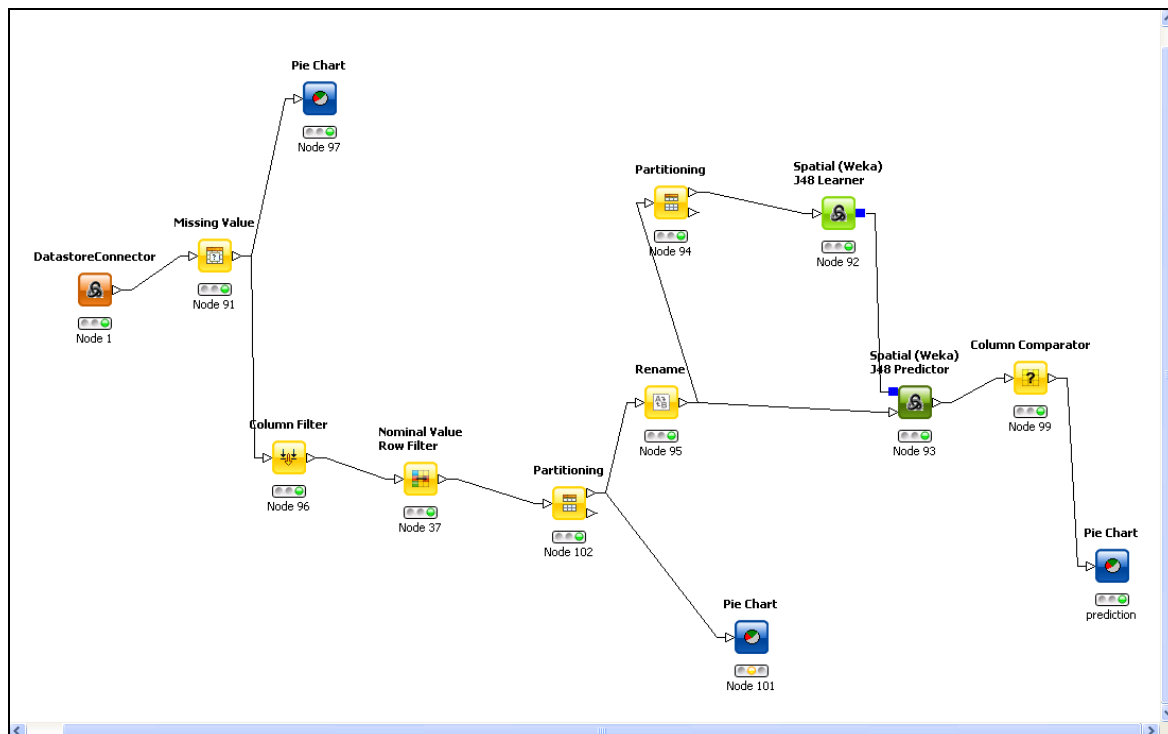 Pie Chart
Node 97
Partitioning
Node 94
Spatial (Weka)
J48 Learner
Node 92
Missing Value
Node 91
DatastoreConnector
Node 1
Column Comparator
Node 99
Spatial (Weka)
J48 Predictor
Node 93
Rename
Node 95
Column Filter
Node 96
Nominal Value
Row Filter
Node 37
Partitioning
Node 102
Pie Chart
prediction
Pie Chart
Node 101